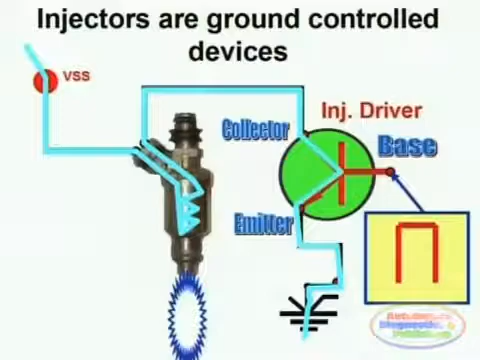 Injectors are ground controlled
devices
VSS
Inj. Driver
Collector
Base
Emitter